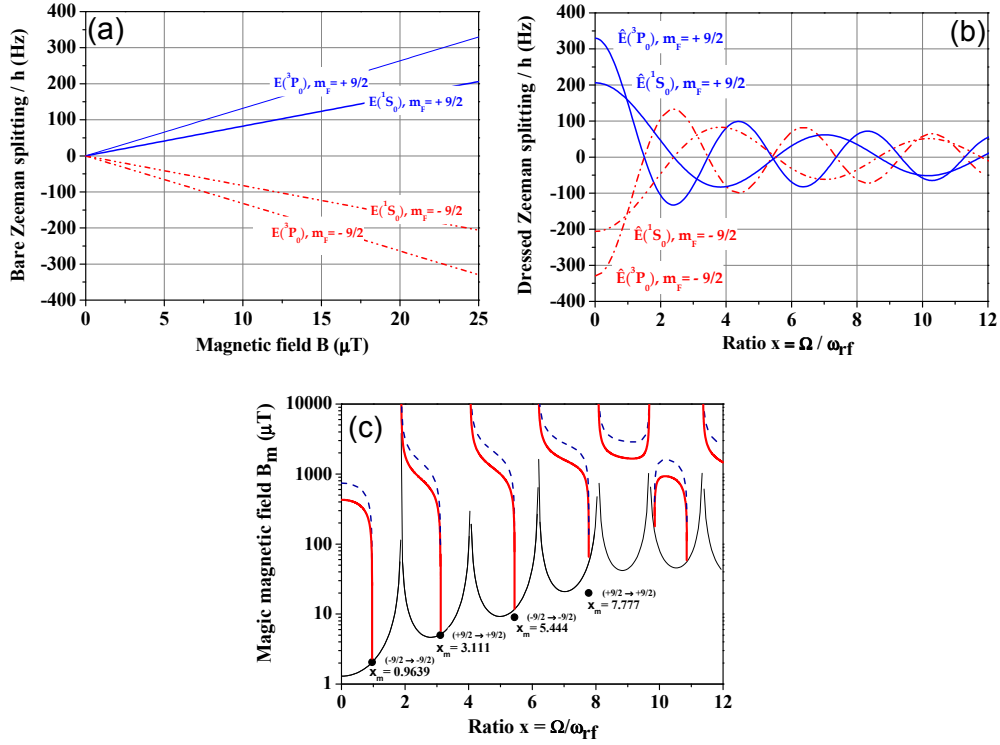 (a)
Bare Zeeman splitting / h (Hz)
400
300
200
100
0
-100
-200
-300
-400
E(³P₀), m_F = + 9/2
E(¹S₀), m_F = + 9/2
E(¹S₀), m_F = - 9/2
E(³P₀), m_F = - 9/2
0 5 10 15 20 25
Magnetic field B (μT)
(b)
Dressed Zeeman splitting / h (Hz)
400
300
200
100
0
-100
-200
-300
-400
Ê(³P₀), m_F = + 9/2
Ê(¹S₀), m_F = + 9/2
Ê(¹S₀), m_F = - 9/2
Ê(³P₀), m_F = - 9/2
0 2 4 6 8 10 12
Ratio x = Ω / ω_rf
(c)
Magic magnetic field B_m (μT)
10000
1000
100
10
1
(-9/2 → -9/2)
x_m = 0.9639
(+9/2 → +9/2)
x_m = 3.111
(-9/2 → -9/2)
x_m = 5.444
(+9/2 → +9/2)
x_m = 7.777
0 2 4 6 8 10 12
Ratio x = Ω/ω_rf